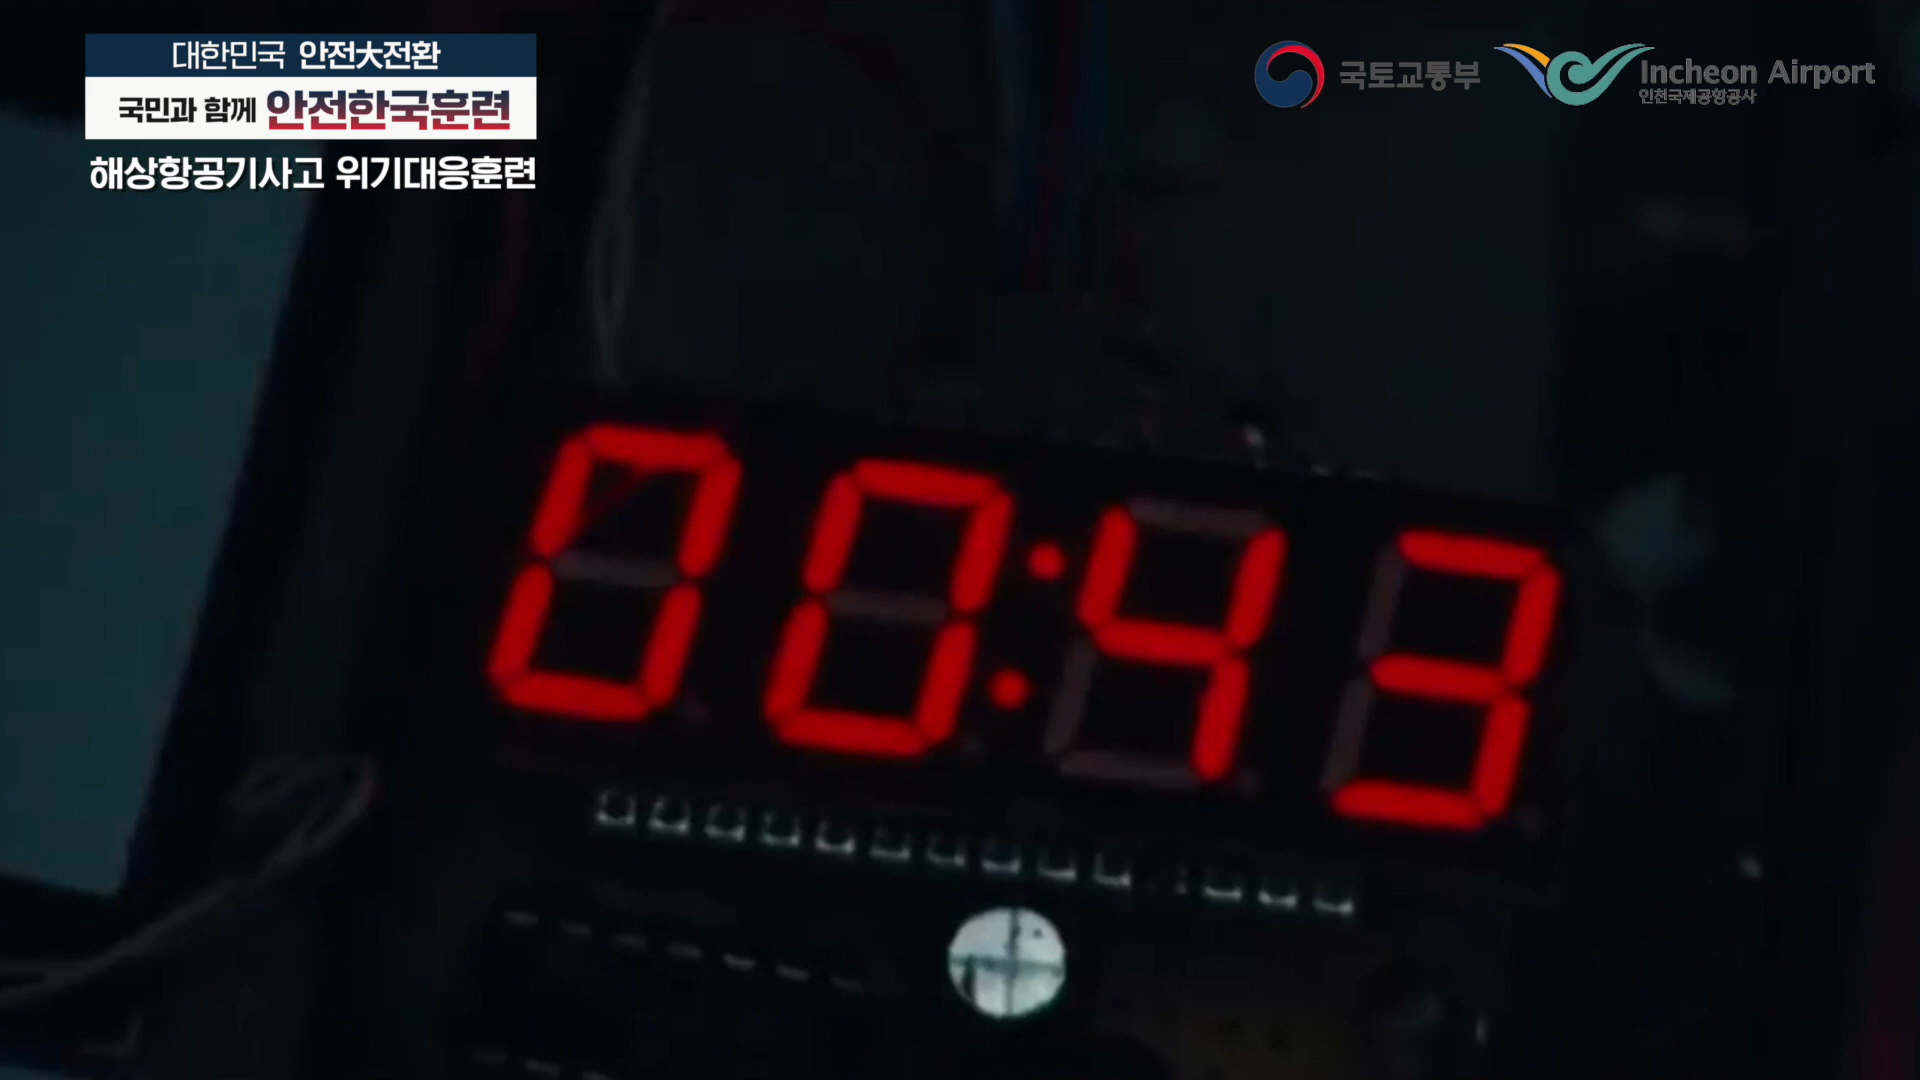 대한민국 안전大전환
국민과 함께 안전한국훈련
해상항공기사고 위기대응훈련
국토교통부
Incheon Airport
인천국제공항공사
00:43